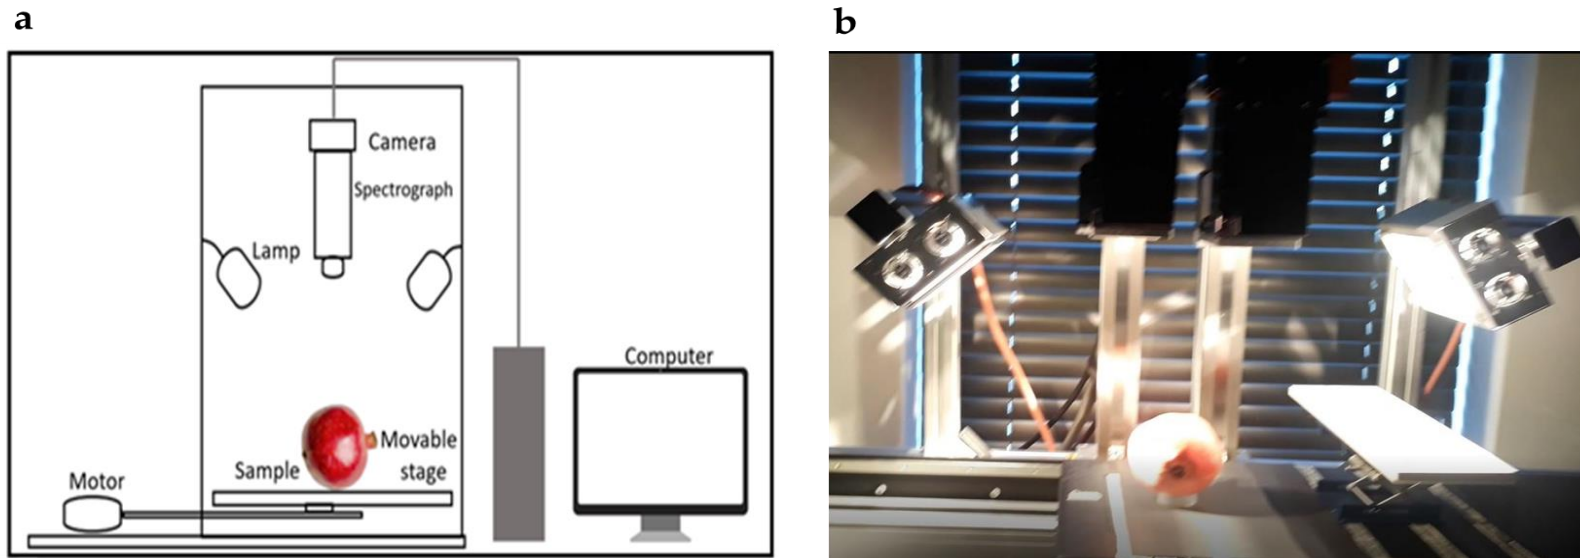 a
b
Camera
Spectrograph
Lamp
Computer
Movable
stage
Sample
Motor